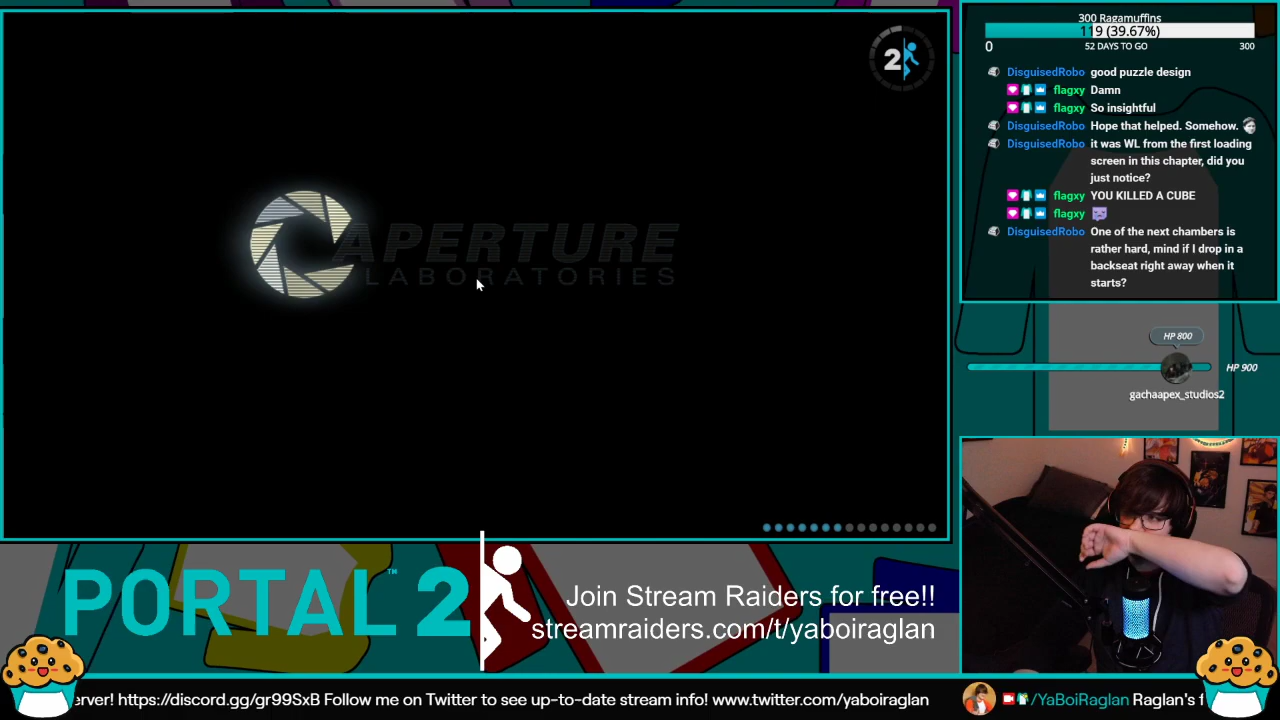 2
APERTURE
LABORATORIES
300 Ragamuffins
119 (39.67%)
0 52 DAYS TO GO 300
DisguisedRobo good puzzle design
flagxy Damn
flagxy So insightful
DisguisedRobo Hope that helped. Somehow.
DisguisedRobo it was WL from the first loading
screen in this chapter, did you
just notice?
flagxy YOU KILLED A CUBE
flagxy
DisguisedRobo One of the next chambers is
rather hard, mind if I drop in a
backseat right away when it
starts?
HP 800
HP 900
gachaapex_studios2
PORTAL™ 2
Join Stream Raiders for free!!
streamraiders.com/t/yaboiraglan
erver! https://discord.gg/gr99SxB Follow me on Twitter to see up-to-date stream info! www.twitter.com/yaboiraglan
/YaBoiRaglan Raglan's f